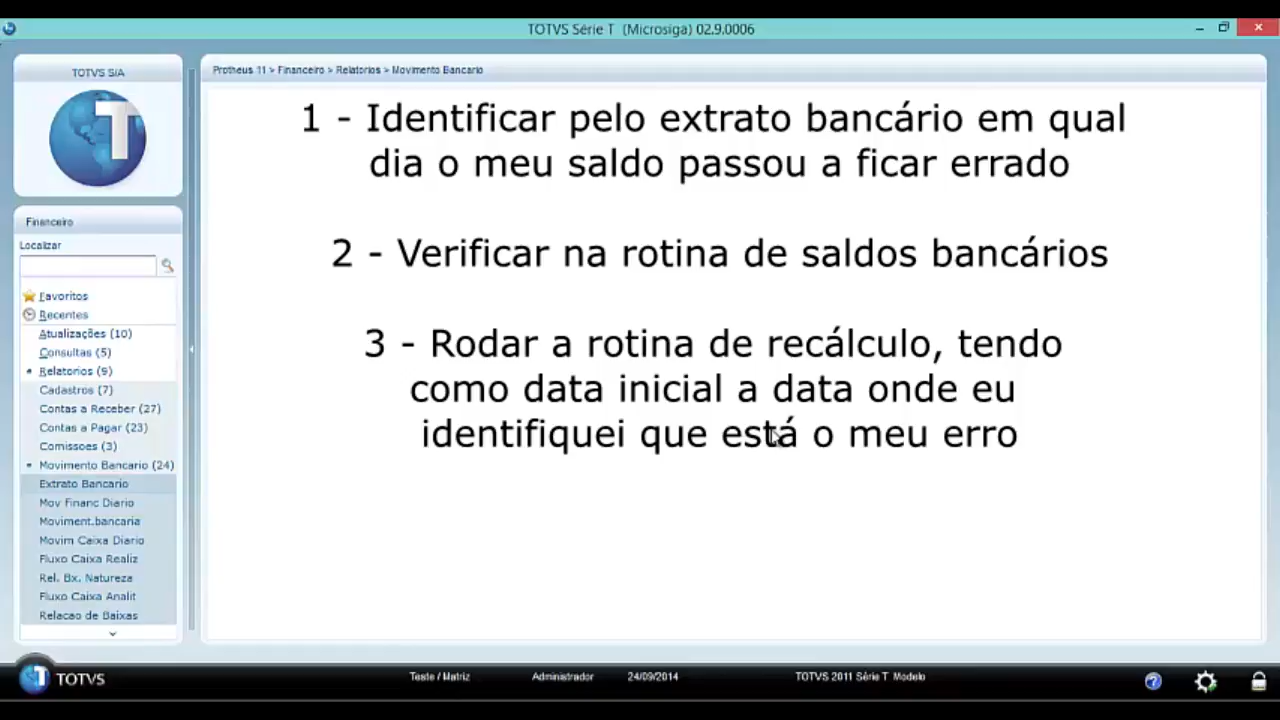 TOTVS Série T (Microsiga) 02.9.0006
TOTVS S/A
T
Protheus 11 > Financeiro > Relatorios > Movimento Bancario
1 - Identificar pelo extrato bancário em qual
dia o meu saldo passou a ficar errado
2 - Verificar na rotina de saldos bancários
3 - Rodar a rotina de recálculo, tendo
como data inicial a data onde eu
identifiquei que está o meu erro
Financeiro
Localizar
Favoritos
Recentes
Atualizações (10)
Consultas (5)
Relatorios (9)
Cadastros (7)
Contas a Receber (27)
Contas a Pagar (23)
Comissoes (3)
Movimento Bancario (24)
Extrato Bancario
Mov Financ Diario
Moviment.bancaria
Movim Caixa Diario
Fluxo Caixa Realiz
Rel. Bx. Natureza
Fluxo Caixa Analit
Relacao de Baixas
T TOTVS
Teste / Matriz
Administrador
24/09/2014
TOTVS 2011 Série T Modelo
?